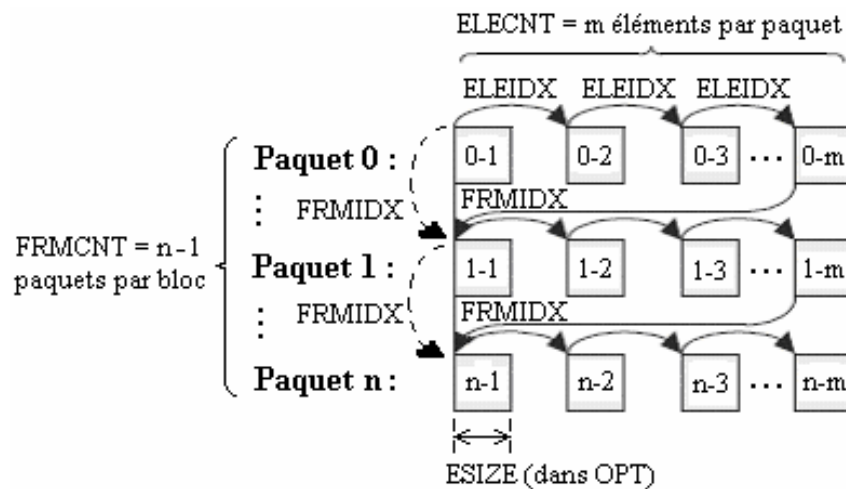 ELECNT = m éléments par paquet
ELEIDX ELEIDX ELEIDX
Paquet 0 : 0-1 0-2 0-3 ... 0-m
⋮ FRMIDX FRMIDX
FRMCNT = n-1
paquets par bloc
Paquet 1 : 1-1 1-2 1-3 ... 1-m
⋮ FRMIDX FRMIDX
Paquet n : n-1 n-2 n-3 ... n-m
ESIZE (dans OPT)